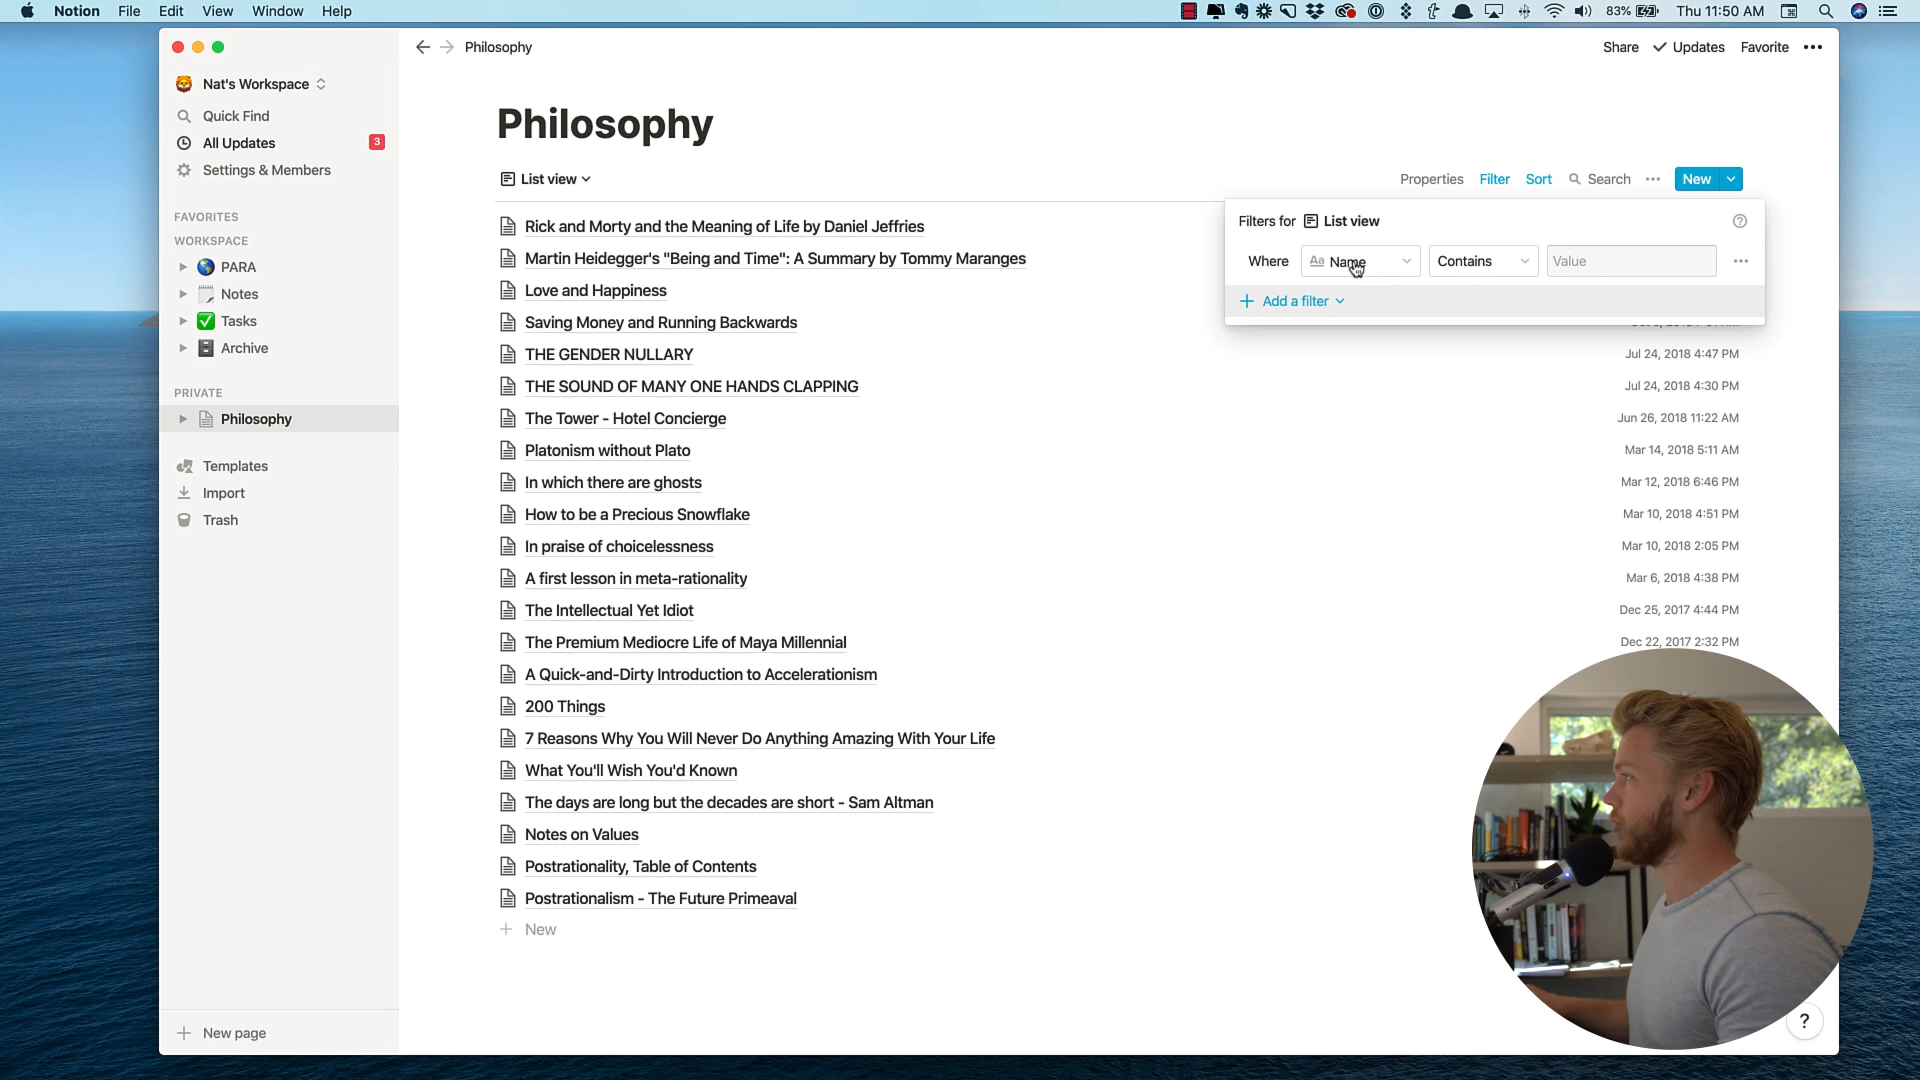 Notion File Edit View Window Help
83% Thu 11:50 AM
Philosophy
Share Updates Favorite
Nat's Workspace
Quick Find
All Updates 3
Settings & Members
FAVORITES
WORKSPACE
PARA
Notes
Tasks
Archive
PRIVATE
Philosophy
Templates
Import
Trash
New page
Philosophy
List view
Properties Filter Sort Search New
Filters for List view
Where Aa Name Contains Value
Add a filter
Rick and Morty and the Meaning of Life by Daniel Jeffries
Martin Heidegger's "Being and Time": A Summary by Tommy Maranges
Love and Happiness
Saving Money and Running Backwards
THE GENDER NULLARY Jul 24, 2018 4:47 PM
THE SOUND OF MANY ONE HANDS CLAPPING Jul 24, 2018 4:30 PM
The Tower - Hotel Concierge Jun 26, 2018 11:22 AM
Platonism without Plato Mar 14, 2018 5:11 AM
In which there are ghosts Mar 12, 2018 6:46 PM
How to be a Precious Snowflake Mar 10, 2018 4:51 PM
In praise of choicelessness Mar 10, 2018 2:05 PM
A first lesson in meta-rationality Mar 6, 2018 4:38 PM
The Intellectual Yet Idiot Dec 25, 2017 4:44 PM
The Premium Mediocre Life of Maya Millennial Dec 22, 2017 2:32 PM
A Quick-and-Dirty Introduction to Accelerationism
200 Things
7 Reasons Why You Will Never Do Anything Amazing With Your Life
What You'll Wish You'd Known
The days are long but the decades are short - Sam Altman
Notes on Values
Postrationality, Table of Contents
Postrationalism - The Future Primeaval
New
?